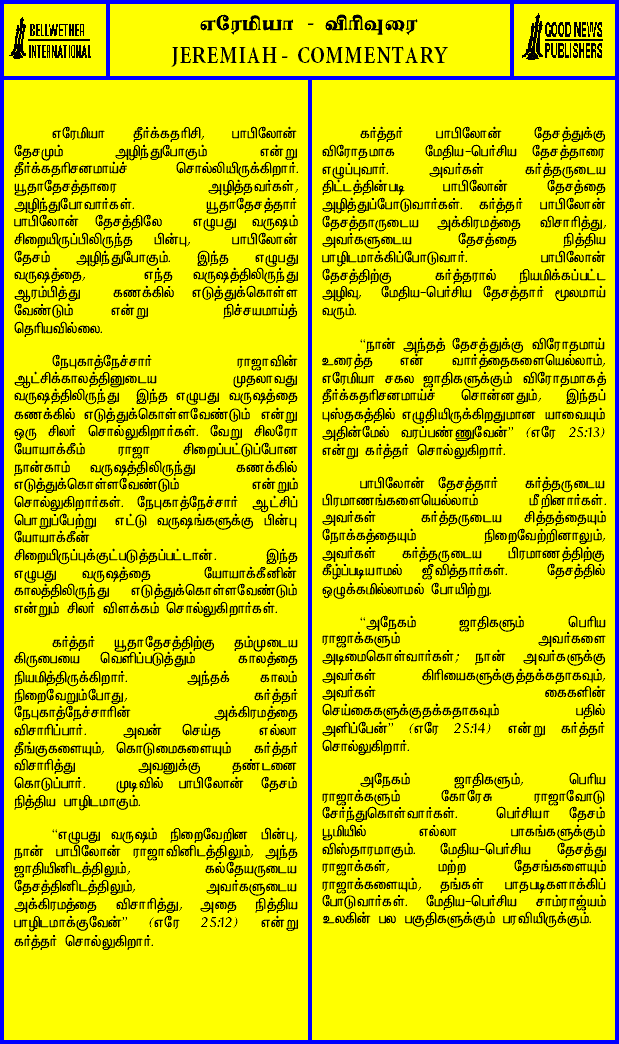 BELLWETHER
INTERNATIONAL
எரேமியா - விரிவுரை
JEREMIAH - COMMENTARY
GOOD NEWS
PUBLISHERS
எரேமியா தீர்க்கதரிசி, பாபிலோன்
தேசமும் அழிந்துபோகும் என்று
தீர்க்கதரிசனமாய்ச் சொல்லியிருக்கிறார்.
யூதாதேசத்தாரை அழித்தவர்கள்,
அழிந்துபோவார்கள். யூதாதேசத்தார்
பாபிலோன் தேசத்திலே எழுபது வருஷம்
சிறையிருப்பிலிருந்த பின்பு, பாபிலோன்
தேசம் அழிந்துபோகும். இந்த எழுபது
வருஷத்தை, எந்த வருஷத்திலிருந்து
ஆரம்பித்து கணக்கில் எடுத்துக்கொள்ள
வேண்டும் என்று நிச்சயமாய்த்
தெரியவில்லை.
நேபுகாத்நேச்சார் ராஜாவின்
ஆட்சிக்காலத்தினுடைய முதலாவது
வருஷத்திலிருந்து இந்த எழுபது வருஷத்தை
கணக்கில் எடுத்துக்கொள்ளவேண்டும் என்று
ஒரு சிலர் சொல்லுகிறார்கள். வேறு சிலரோ
யோயாக்கீம் ராஜா சிறைப்பட்டுப்போன
நான்காம் வருஷத்திலிருந்து கணக்கில்
எடுத்துக்கொள்ளவேண்டும் என்றும்
சொல்லுகிறார்கள். நேபுகாத்நேச்சார் ஆட்சிப்
பொறுப்பேற்று எட்டு வருஷங்களுக்கு பின்பு
யோயாக்கீன்
சிறையிருப்புக்குட்படுத்தப்பட்டான். இந்த
எழுபது வருஷத்தை யோயாக்கீனின்
காலத்திலிருந்து எடுத்துக்கொள்ளவேண்டும்
என்றும் சிலர் விளக்கம் சொல்லுகிறார்கள்.
கர்த்தர் யூதாதேசத்திற்கு தம்முடைய
கிருபையை வெளிப்படுத்தும் காலத்தை
நியமித்திருக்கிறார். அந்தக் காலம்
நிறைவேறும்போது, கர்த்தர்
நேபுகாத்நேச்சாரின் அக்கிரமத்தை
விசாரிப்பார். அவன் செய்த எல்லா
தீங்குகளையும், கொடுமைகளையும் கர்த்தர்
விசாரித்து அவனுக்கு தண்டனை
கொடுப்பார். முடிவில் பாபிலோன் தேசம்
நித்திய பாழிடமாகும்.
“எழுபது வருஷம் நிறைவேறின பின்பு,
நான் பாபிலோன் ராஜாவினிடத்திலும், அந்த
ஜாதியினிடத்திலும், கல்தேயருடைய
தேசத்தினிடத்திலும், அவர்களுடைய
அக்கிரமத்தை விசாரித்து, அதை நித்திய
பாழிடமாக்குவேன்” (எரே 25:12) என்று
கர்த்தர் சொல்லுகிறார்.
கர்த்தர் பாபிலோன் தேசத்துக்கு
விரோதமாக மேதிய-பெர்சிய தேசத்தாரை
எழுப்புவார். அவர்கள் கர்த்தருடைய
திட்டத்தின்படி பாபிலோன் தேசத்தை
அழித்துப்போடுவார்கள். கர்த்தர் பாபிலோன்
தேசத்தாருடைய அக்கிரமத்தை விசாரித்து,
அவர்களுடைய தேசத்தை நித்திய
பாழிடமாக்கிப்போடுவார். பாபிலோன்
தேசத்திற்கு கர்த்தரால் நியமிக்கப்பட்ட
அழிவு, மேதிய-பெர்சிய தேசத்தார் மூலமாய்
வரும்.
“நான் அந்தத் தேசத்துக்கு விரோதமாய்
உரைத்த என் வார்த்தைகளையெல்லாம்,
எரேமியா சகல ஜாதிகளுக்கும் விரோதமாகத்
தீர்க்கதரிசனமாய்ச் சொன்னதும், இந்தப்
புஸ்தகத்தில் எழுதியிருக்கிறதுமான யாவையும்
அதின்மேல் வரப்பண்ணுவேன்” (எரே 25:13)
என்று கர்த்தர் சொல்லுகிறார்.
பாபிலோன் தேசத்தார் கர்த்தருடைய
பிரமாணங்களையெல்லாம் மீறினார்கள்.
அவர்கள் கர்த்தருடைய சித்தத்தையும்
நோக்கத்தையும் நிறைவேற்றினாலும்,
அவர்கள் கர்த்தருடைய பிரமாணத்திற்கு
கீழ்ப்படியாமல் ஜீவித்தார்கள். தேசத்தில்
ஒழுக்கமில்லாமல் போயிற்று.
“அநேகம் ஜாதிகளும் பெரிய
ராஜாக்களும் அவர்களை
அடிமைகொள்வார்கள்; நான் அவர்களுக்கு
அவர்கள் கிரியைகளுக்குத்தக்கதாகவும்,
அவர்கள் கைகளின்
செய்கைகளுக்குதக்கதாகவும் பதில்
அளிப்பேன்” (எரே 25:14) என்று கர்த்தர்
சொல்லுகிறார்.
அநேகம் ஜாதிகளும், பெரிய
ராஜாக்களும் கோரேசு ராஜாவோடு
சேர்ந்துகொள்வார்கள். பெர்சியா தேசம்
பூமியில் எல்லா பாகங்களுக்கும்
விஸ்தாரமாகும். மேதிய-பெர்சிய தேசத்து
ராஜாக்கள், மற்ற தேசங்களையும்
ராஜாக்களையும், தங்கள் பாதபடிகளாக்கிப்
போடுவார்கள். மேதிய-பெர்சிய சாம்ராஜ்யம்
உலகின் பல பகுதிகளுக்கும் பரவியிருக்கும்.